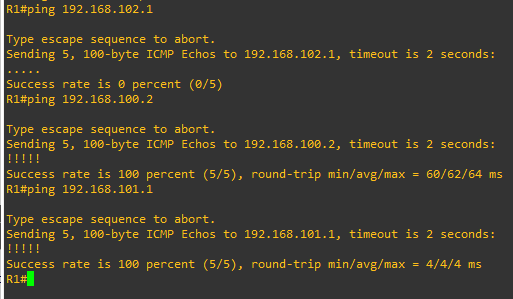 R1#ping 192.168.102.1
Type escape sequence to abort.
Sending 5, 100-byte ICMP Echos to 192.168.102.1, timeout is 2 seconds:
.....
Success rate is 0 percent (0/5)
R1#ping 192.168.100.2
Type escape sequence to abort.
Sending 5, 100-byte ICMP Echos to 192.168.100.2, timeout is 2 seconds:
!!!!!
Success rate is 100 percent (5/5), round-trip min/avg/max = 60/62/64 ms
R1#ping 192.168.101.1
Type escape sequence to abort.
Sending 5, 100-byte ICMP Echos to 192.168.101.1, timeout is 2 seconds:
!!!!!
Success rate is 100 percent (5/5), round-trip min/avg/max = 4/4/4 ms
R1#